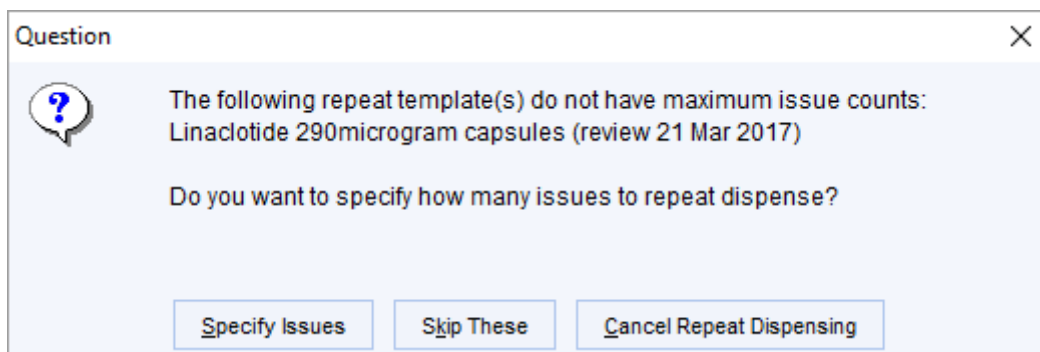 Question
The following repeat template(s) do not have maximum issue counts:
Linaclotide 290microgram capsules (review 21 Mar 2017)
Do you want to specify how many issues to repeat dispense?
Specify Issues
Skip These
Cancel Repeat Dispensing